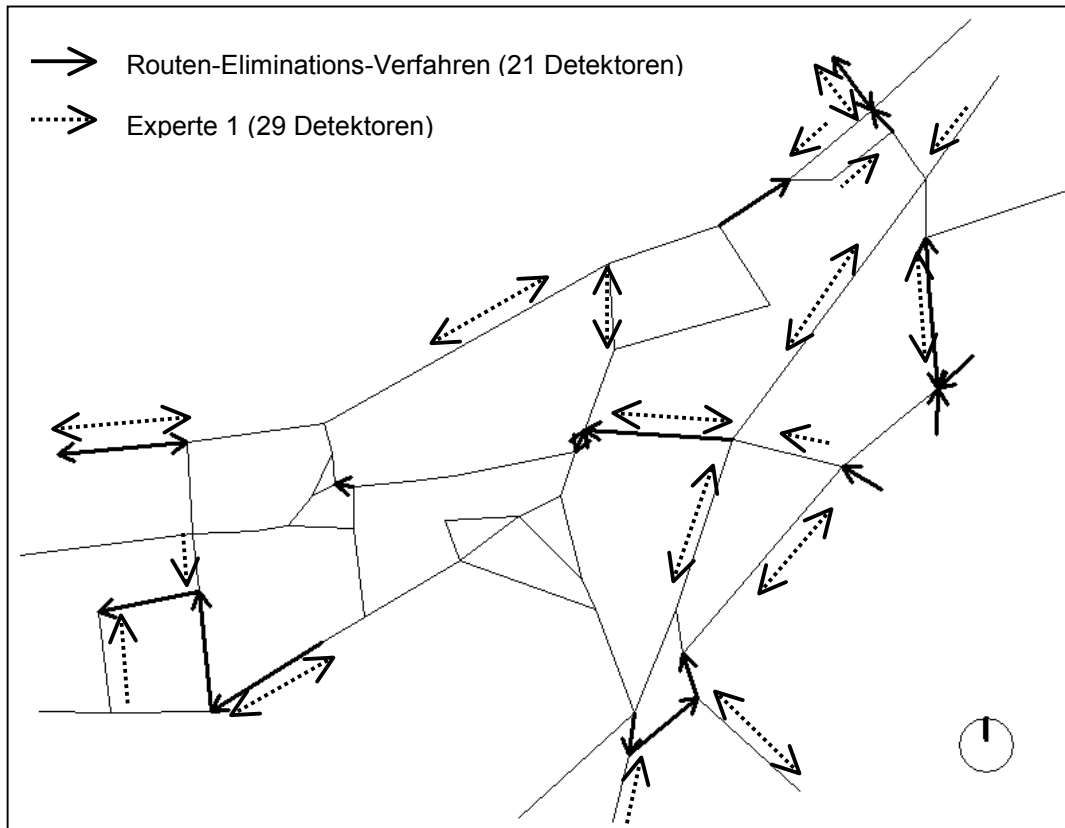 Routen-Eliminations-Verfahren (21 Detektoren)
Experte 1 (29 Detektoren)